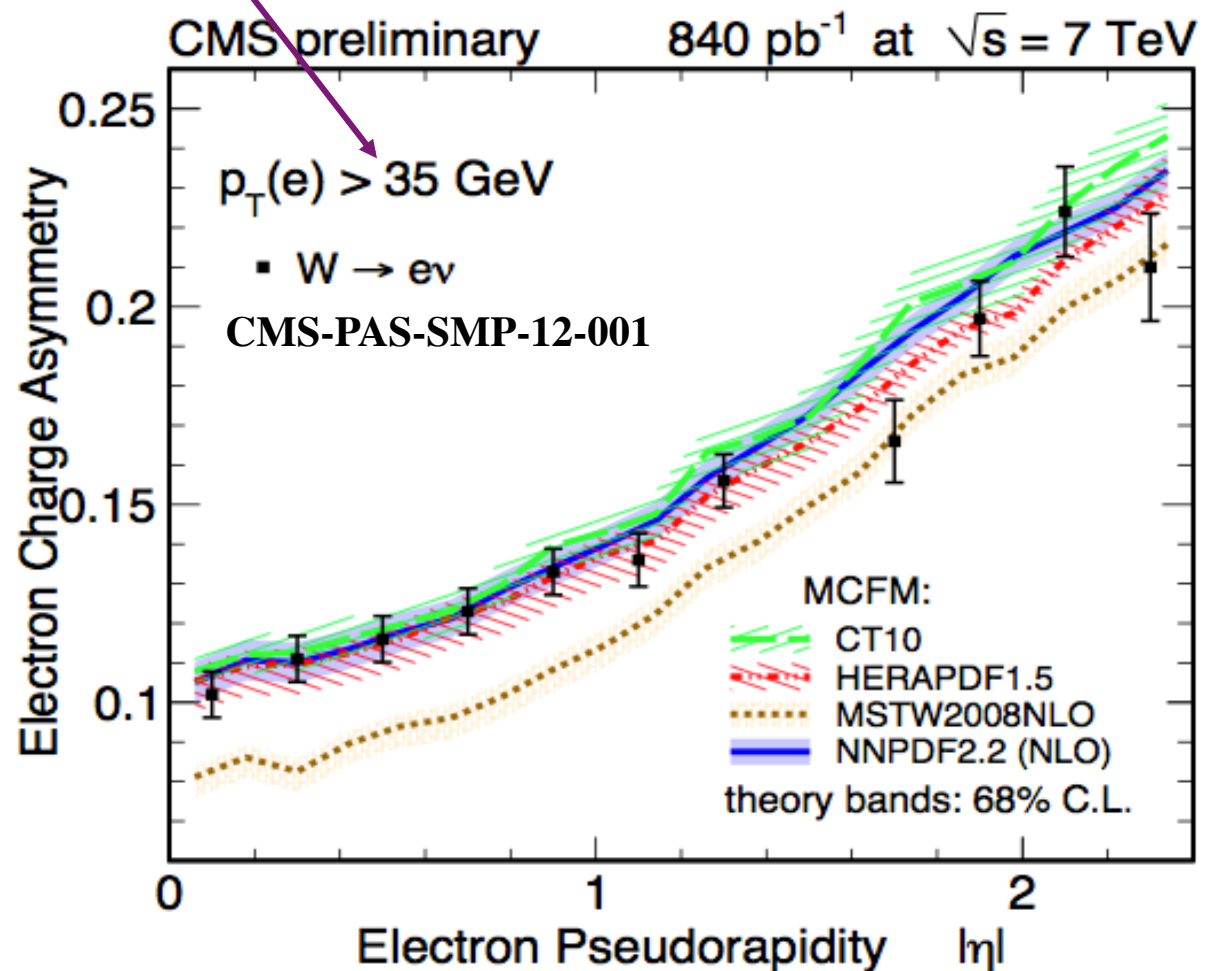 CMS preliminary 840 pb⁻¹ at √s = 7 TeV
0.25
0.2
0.15
0.1
Electron Charge Asymmetry
p_T(e) > 35 GeV
W → eν
CMS-PAS-SMP-12-001
MCFM:
CT10
HERAPDF1.5
MSTW2008NLO
NNPDF2.2 (NLO)
theory bands: 68% C.L.
0 1 2
Electron Pseudorapidity |η|